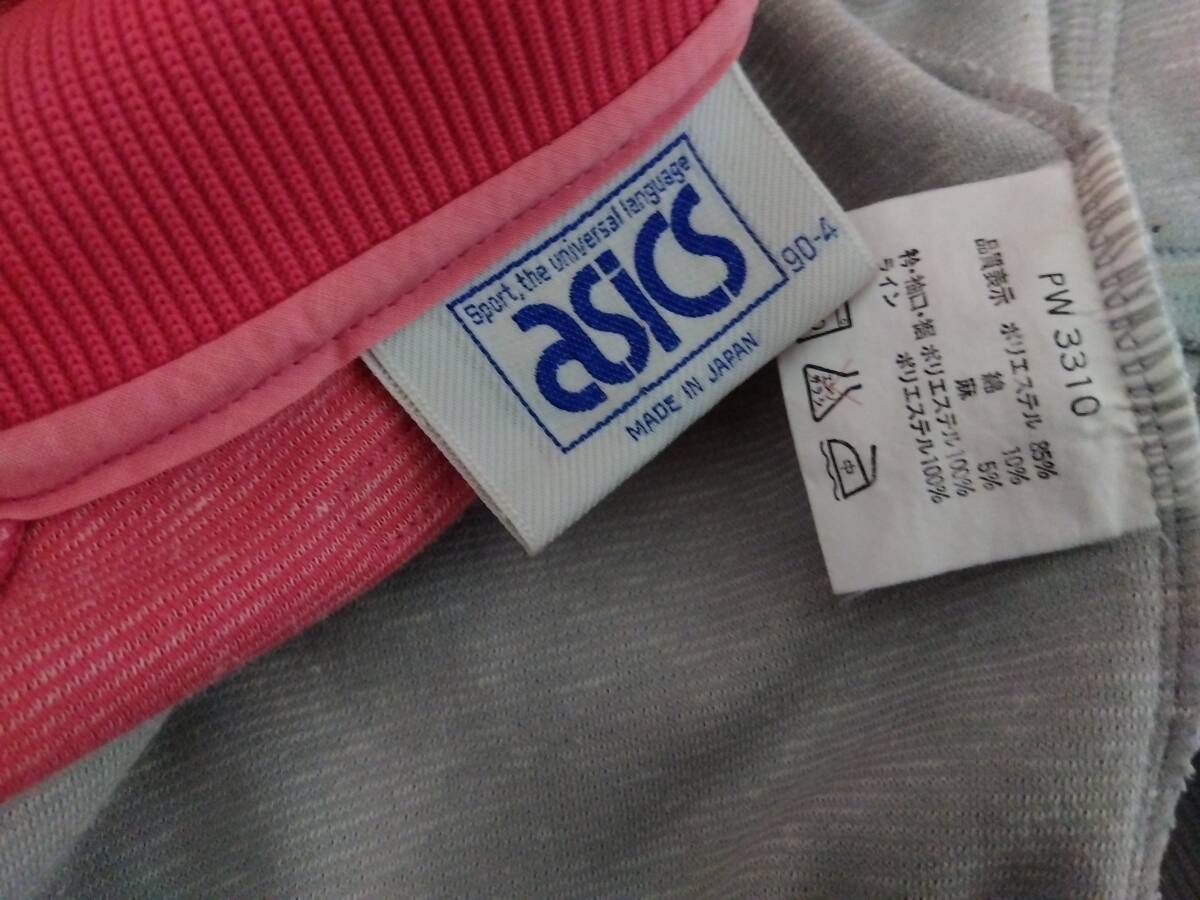 Sport, the universal language
asics
90-4
MADE IN JAPAN
PW 3310
品質表示 ポリエステル 85%
綿 10%
麻 5%
衿・袖口・裾 ポリエステル100%
ライン ポリエステル100%
中